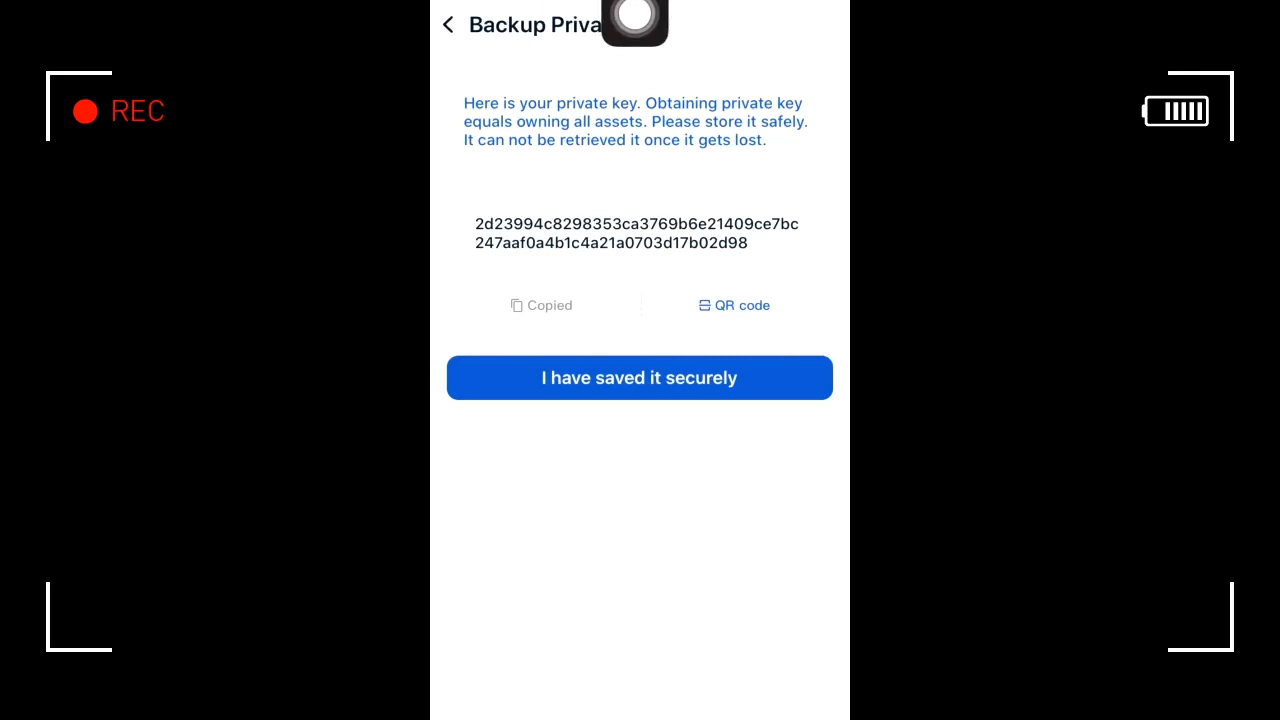 Backup Priva
REC
Here is your private key. Obtaining private key
equals owning all assets. Please store it safely.
It can not be retrieved it once it gets lost.
2d23994c8298353ca3769b6e21409ce7bc
247aaf0a4b1c4a21a0703d17b02d98
Copied
QR code
I have saved it securely